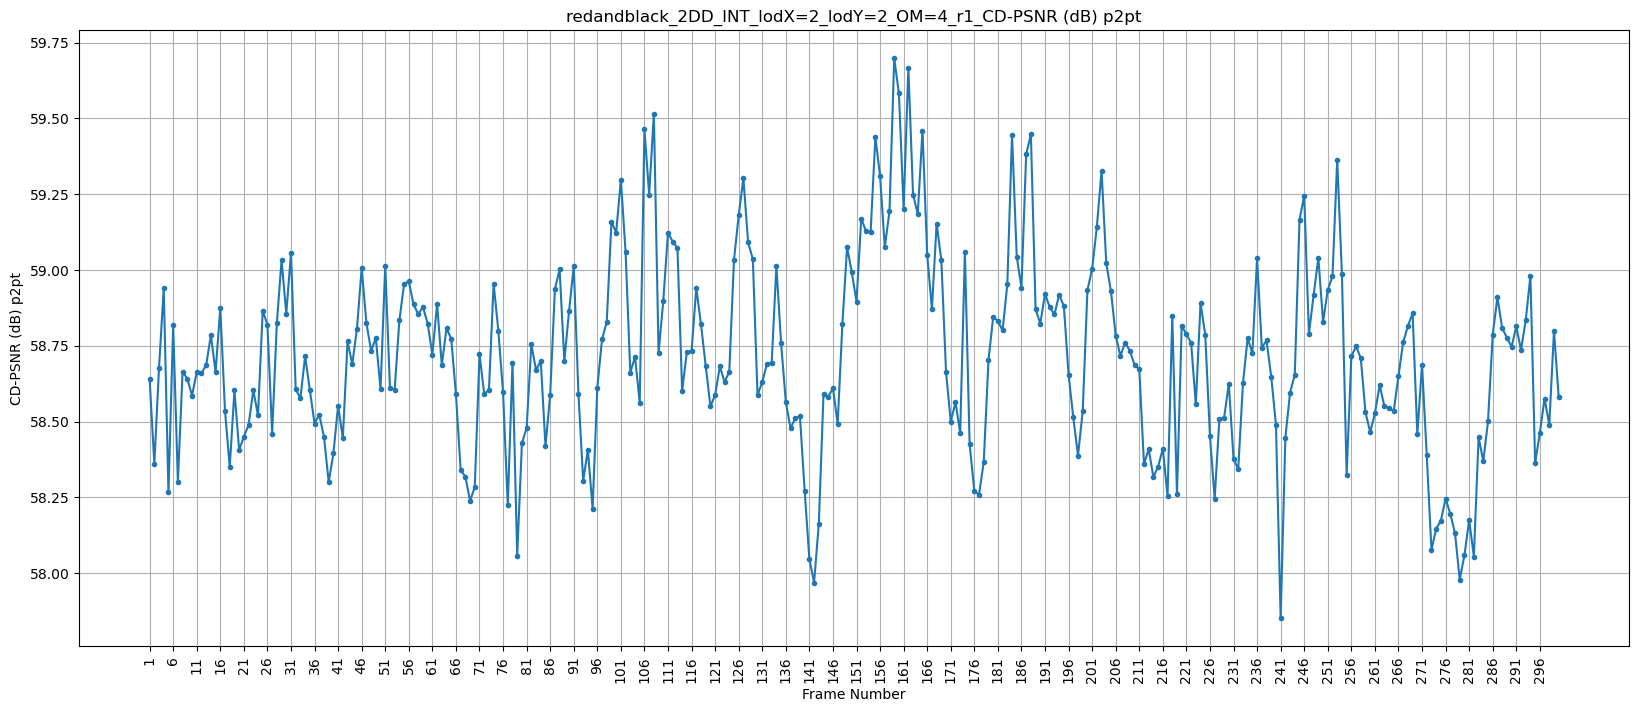 redandblack_2DD_INT_lodX=2_lodY=2_OM=4_r1_CD-PSNR (dB) p2pt
CD-PSNR (dB) p2pt
59.75
59.50
59.25
59.00
58.75
58.50
58.25
58.00
1 6 11 16 21 26 31 36 41 46 51 56 61 66 71 76 81 86 91 96 101 106 111 116 121 126 131 136 141 146 151 156 161 166 171 176 181 186 191 196 201 206 211 216 221 226 231 236 241 246 251 256 261 266 271 276 281 286 291 296
Frame Number